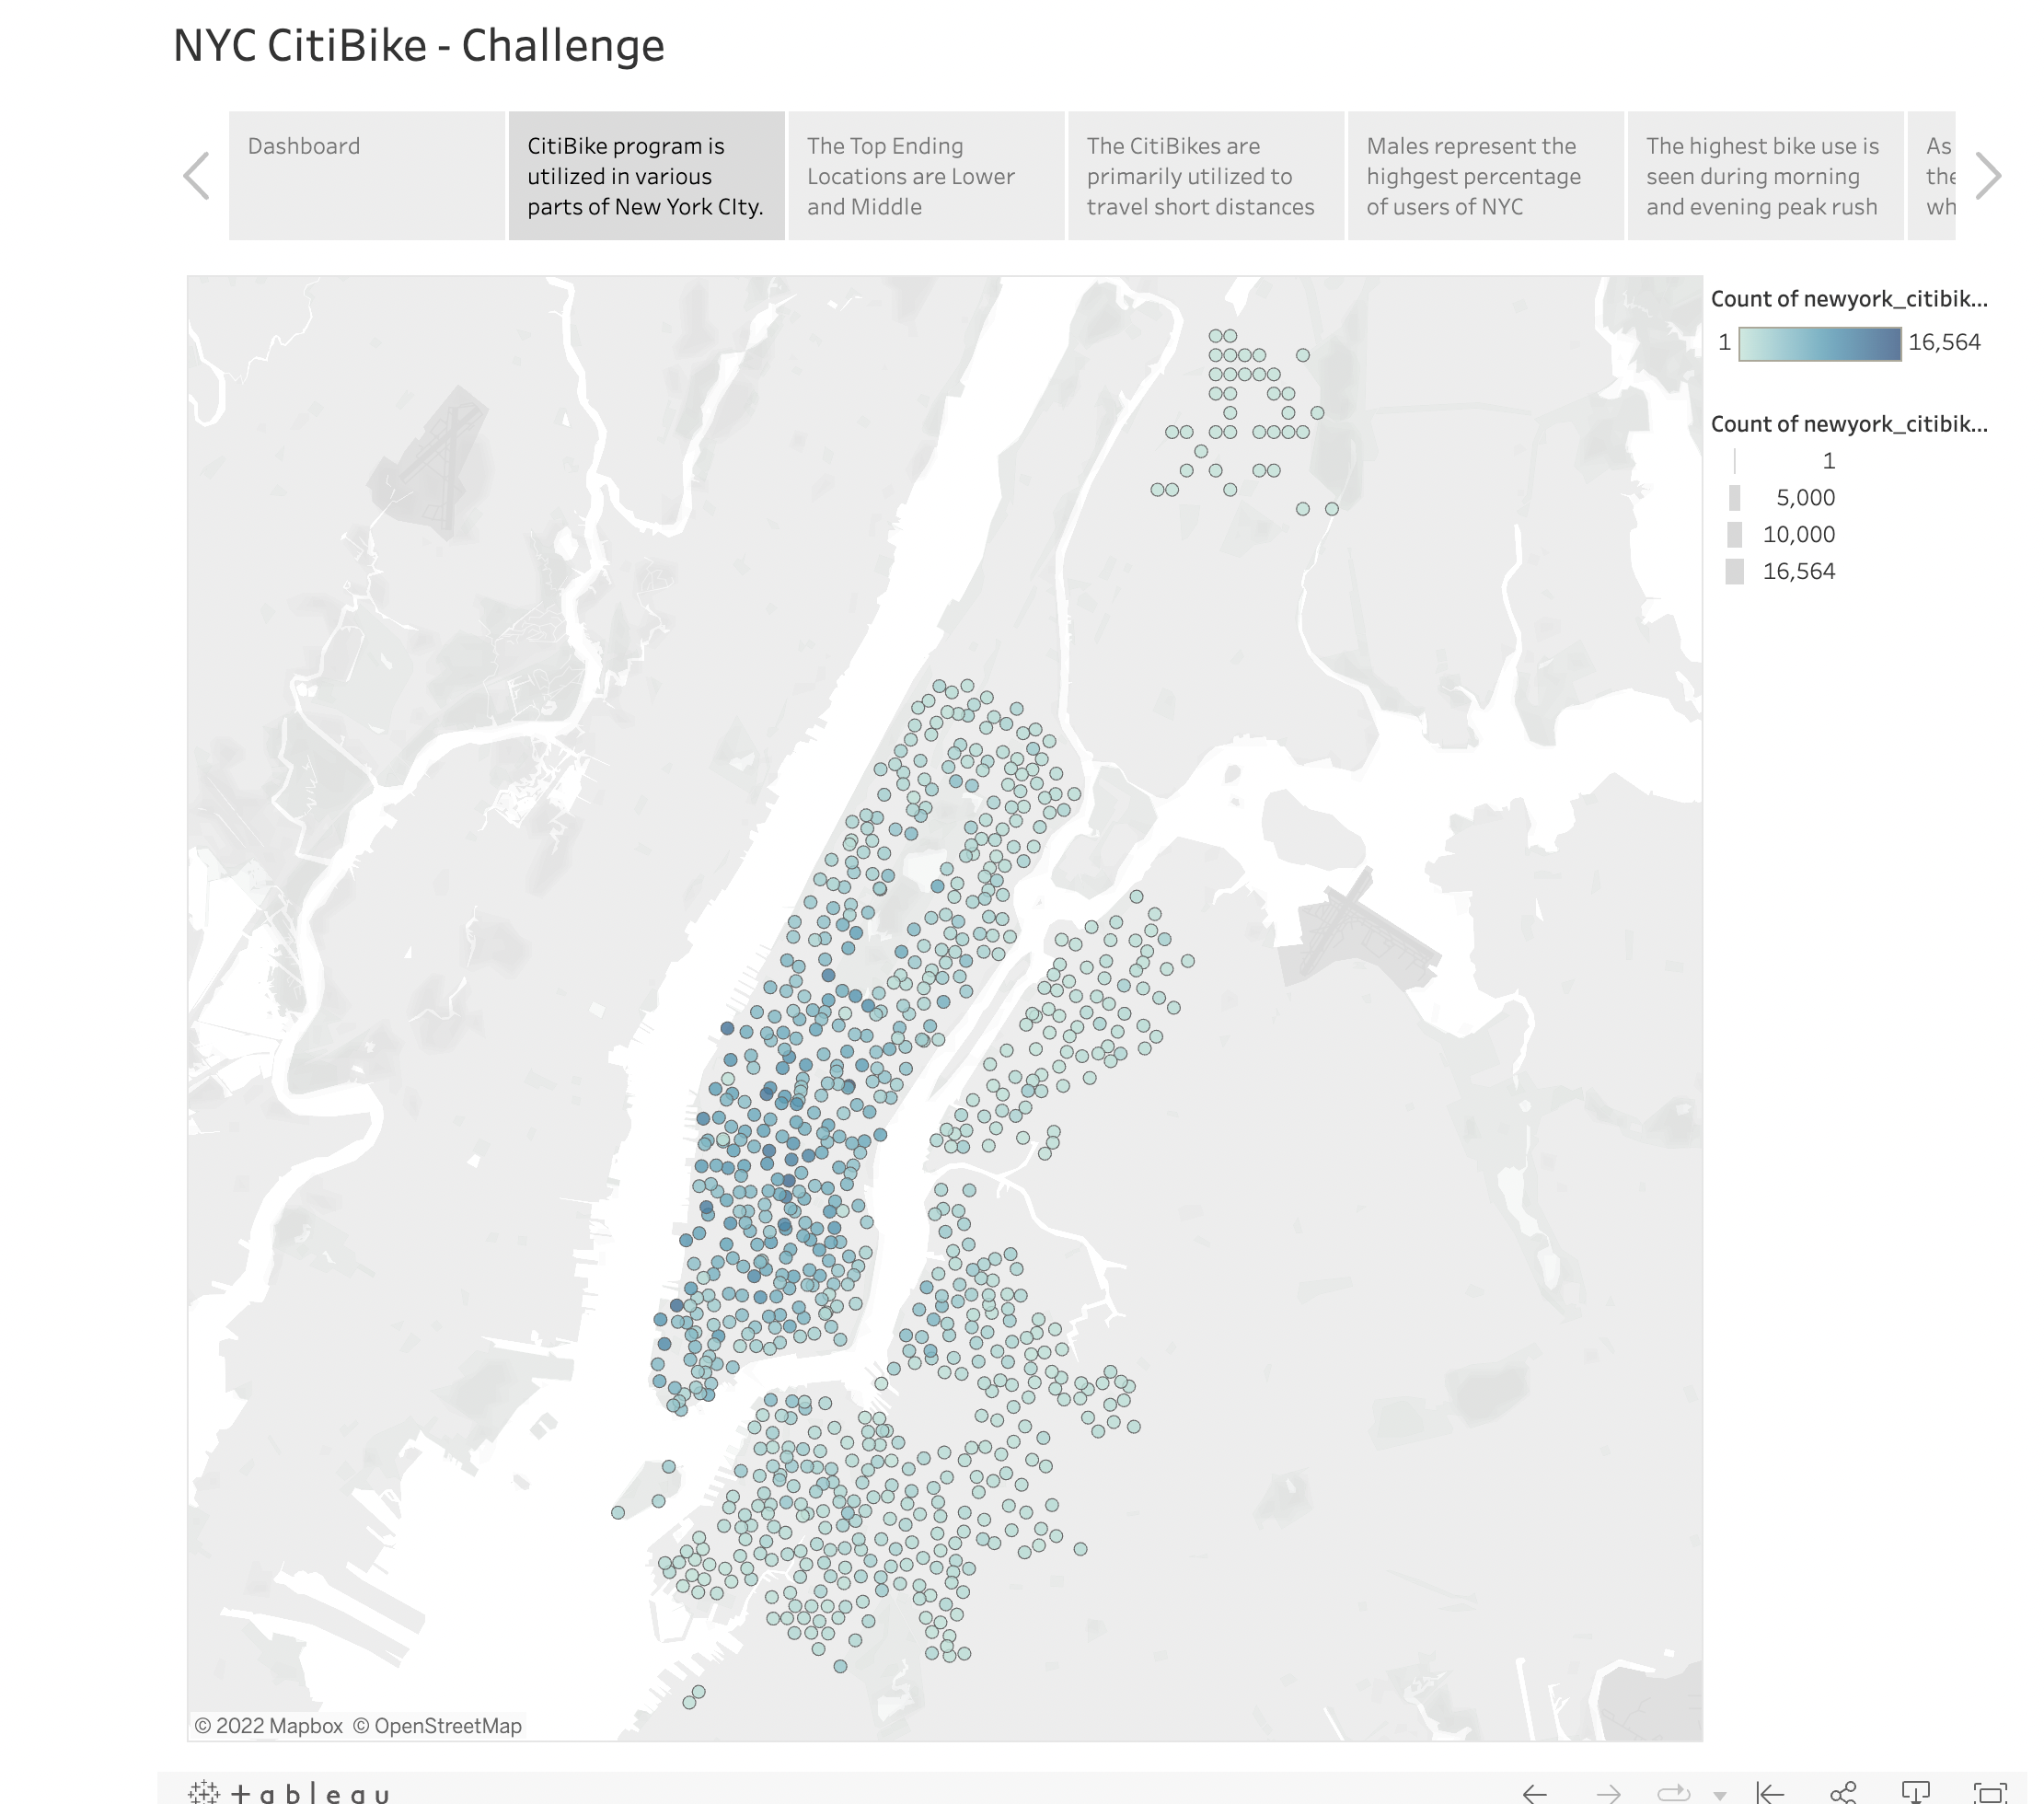 NYC CitiBike - Challenge
Dashboard
CitiBike program is
utilized in various
parts of New York CIty.
The Top Ending
Locations are Lower
and Middle
The CitiBikes are
primarily utilized to
travel short distances
Males represent the
highgest percentage
of users of NYC
The highest bike use is
seen during morning
and evening peak rush
As
the
wh
Count of newyork_citibik...
1 16,564
Count of newyork_citibik...
1
5,000
10,000
16,564
© 2022 Mapbox © OpenStreetMap
+ a b l e a u